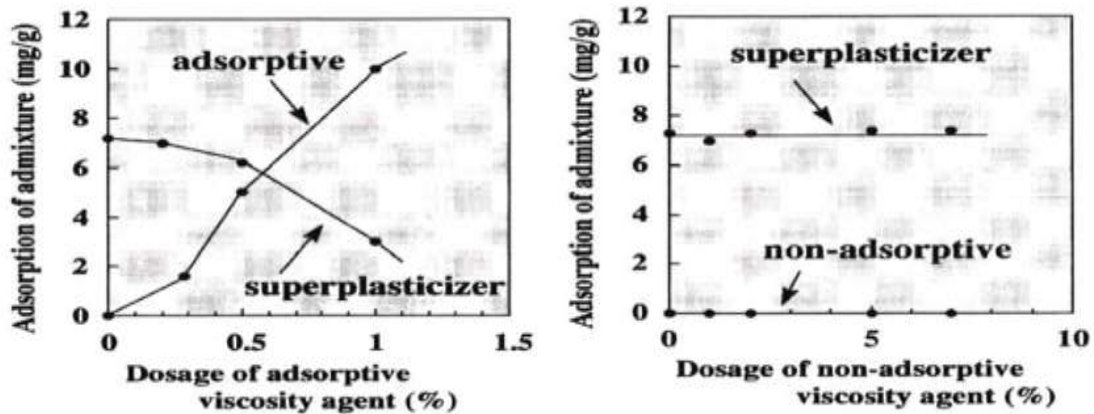 Adsorption of admixture (mg/g)
12
10
8
6
4
2
0
adsorptive
superplasticizer
0 0.5 1 1.5
Dosage of adsorptive
viscosity agent (%)
Adsorption of admixture (mg/g)
12
10
8
6
4
2
0
superplasticizer
non-adsorptive
0 5 10
Dosage of non-adsorptive
viscosity agent (%)